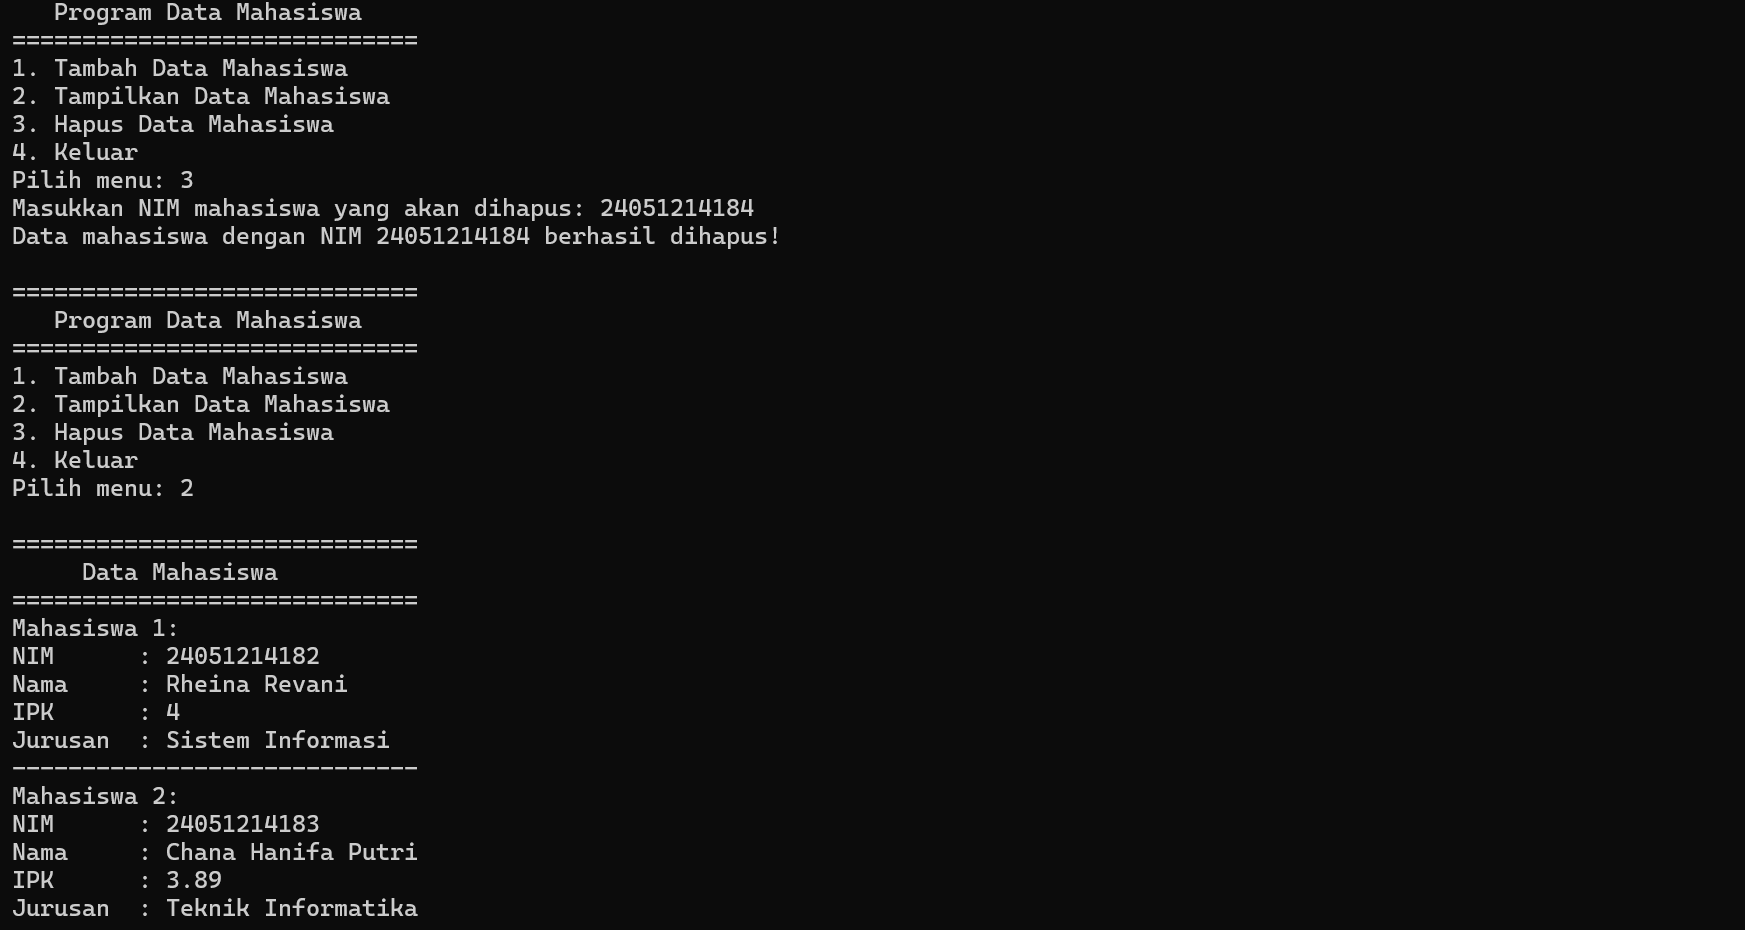 Program Data Mahasiswa
=============================
1. Tambah Data Mahasiswa
2. Tampilkan Data Mahasiswa
3. Hapus Data Mahasiswa
4. Keluar
Pilih menu: 3
Masukkan NIM mahasiswa yang akan dihapus: 24051214184
Data mahasiswa dengan NIM 24051214184 berhasil dihapus!

=============================
   Program Data Mahasiswa
=============================
1. Tambah Data Mahasiswa
2. Tampilkan Data Mahasiswa
3. Hapus Data Mahasiswa
4. Keluar
Pilih menu: 2

=============================
     Data Mahasiswa
=============================
Mahasiswa 1:
NIM      : 24051214182
Nama     : Rheina Revani
IPK      : 4
Jurusan  : Sistem Informasi
-----------------------------
Mahasiswa 2:
NIM      : 24051214183
Nama     : Chana Hanifa Putri
IPK      : 3.89
Jurusan  : Teknik Informatika